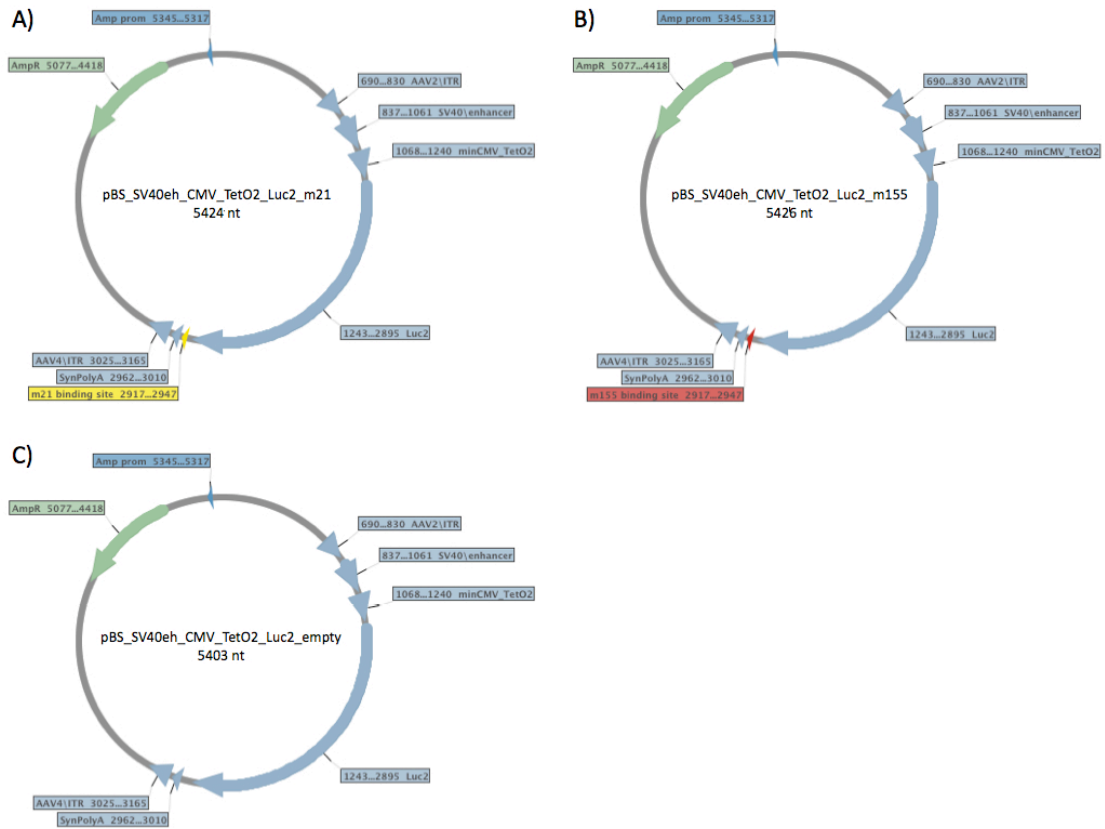 A)
Amp prom 5345...5317
AmpR 5077...4418
690...830 AAV2\ITR
837...1061 SV40\enhancer
1068...1240 minCMV_TetO2
pBS_SV40eh_CMV_TetO2_Luc2_m21
5424 nt
1243...2895 Luc2
AAV4\ITR 3025...3165
SynPolyA 2962...3010
m21 binding site 2917...2947
B)
Amp prom 5345...5317
AmpR 5077...4418
690...830 AAV2\ITR
837...1061 SV40\enhancer
1068...1240 minCMV_TetO2
pBS_SV40eh_CMV_TetO2_Luc2_m155
5426 nt
1243...2895 Luc2
AAV4\ITR 3025...3165
SynPolyA 2962...3010
m155 binding site 2917...2947
C)
Amp prom 5345...5317
AmpR 5077...4418
690...830 AAV2\ITR
837...1061 SV40\enhancer
1068...1240 minCMV_TetO2
pBS_SV40eh_CMV_TetO2_Luc2_empty
5403 nt
1243...2895 Luc2
AAV4\ITR 3025...3165
SynPolyA 2962...3010